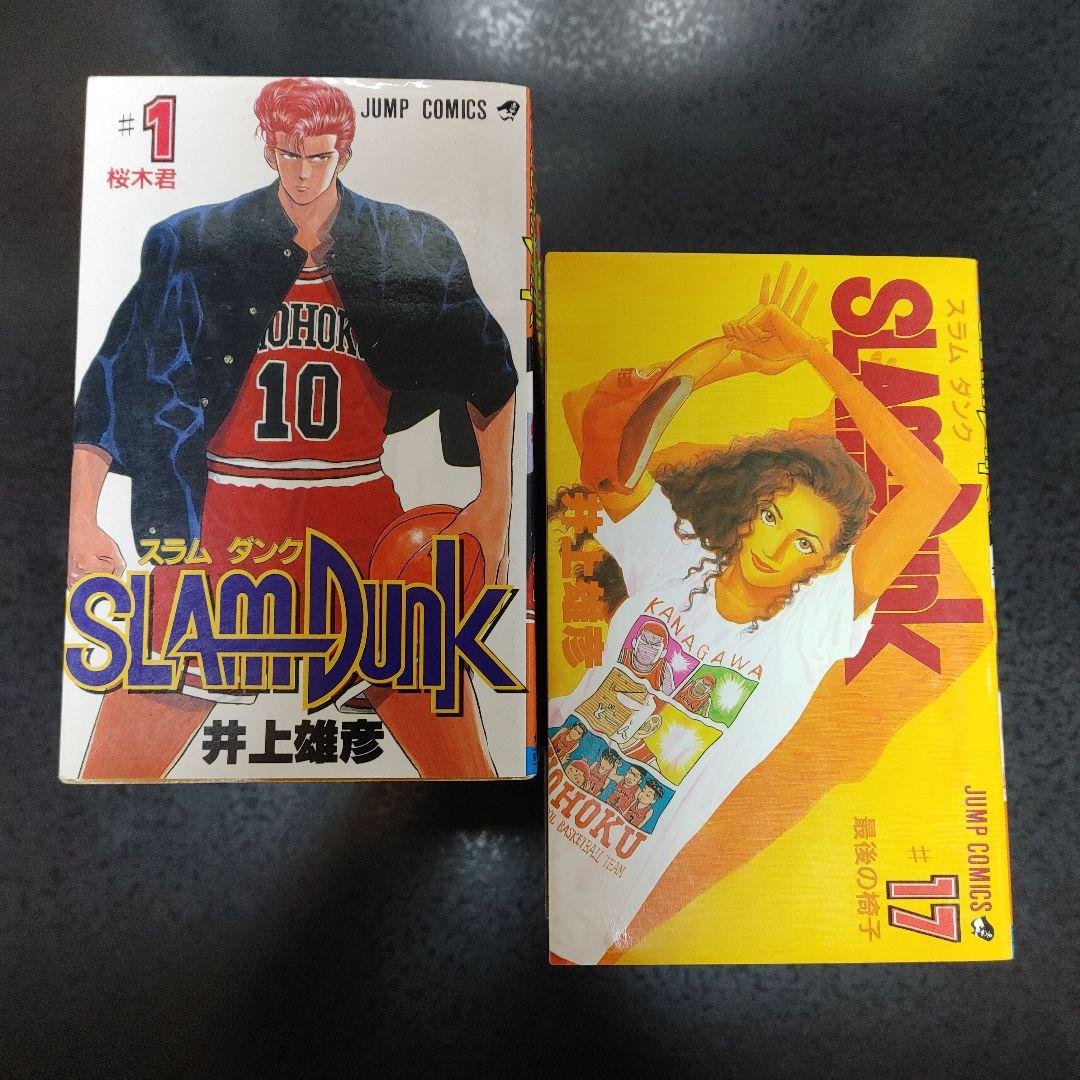 #1
桜木君
JUMP COMICS
SHOHOKU
10
スラム ダンク
SLAM DUNK
井上雄彦
スラム ダンク
SLAM DUNK
井上雄彦
KANAGAWA
SHOHOKU
BASKETBALL TEAM
JUMP COMICS
#17
最後の椅子